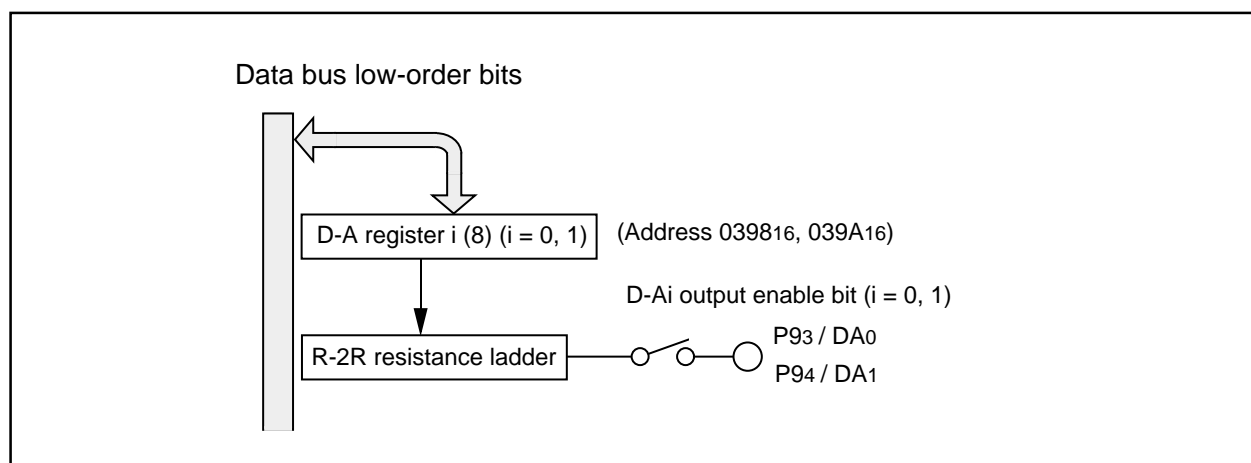 Data bus low-order bits
D-A register i (8) (i = 0, 1)
(Address 039816, 039A16)
D-Ai output enable bit (i = 0, 1)
P93 / DA0
R-2R resistance ladder
P94 / DA1